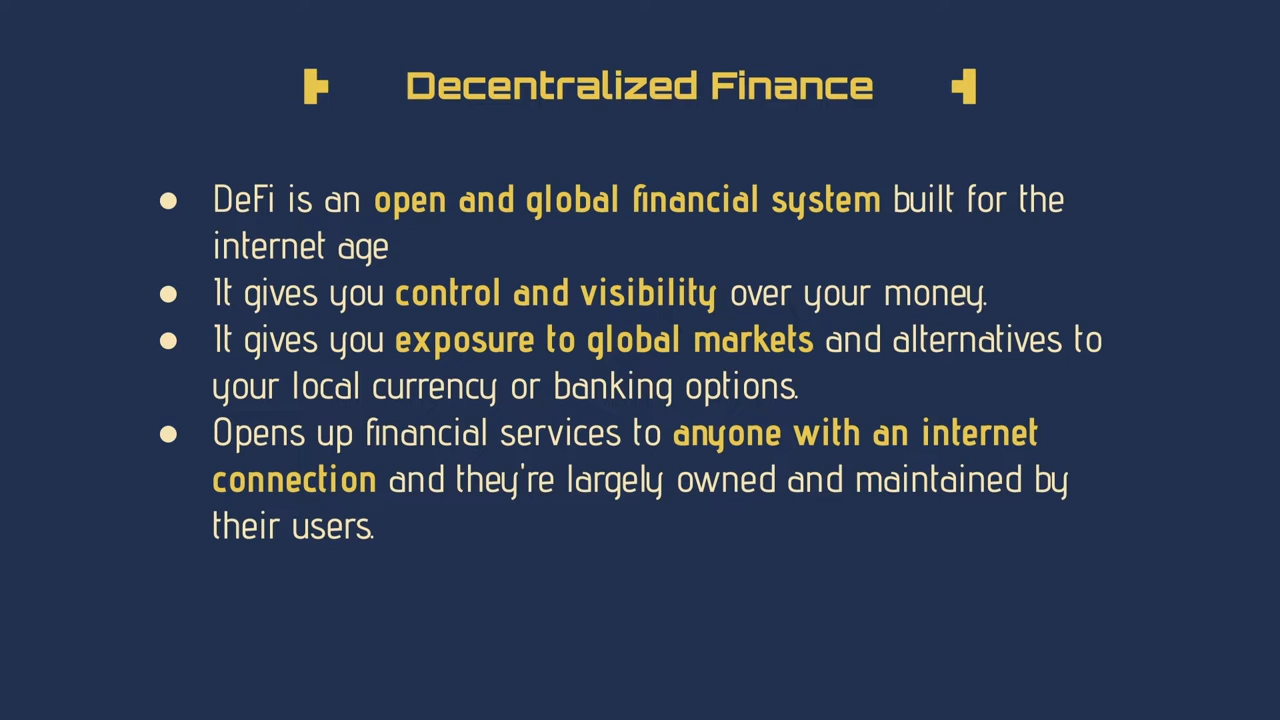 Decentralized Finance
● DeFi is an open and global financial system built for the
internet age
● It gives you control and visibility over your money.
● It gives you exposure to global markets and alternatives to
your local currency or banking options.
● Opens up financial services to anyone with an internet
connection and they're largely owned and maintained by
their users.